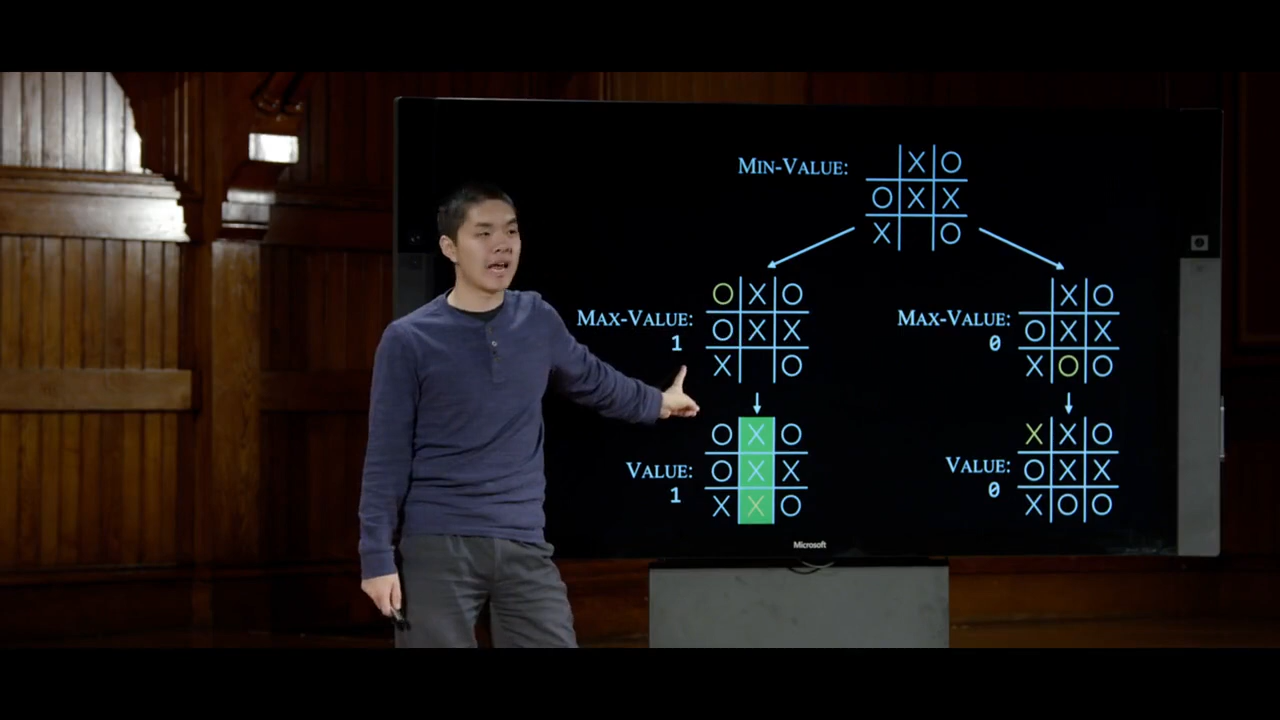 MIN-VALUE:
X O
O X X
X O
MAX-VALUE:
1
O X O
O X X
X O
MAX-VALUE:
0
X O
O X X
X O O
VALUE:
1
O X O
O X X
X X O
VALUE:
0
X X O
O X X
X O O
Microsoft